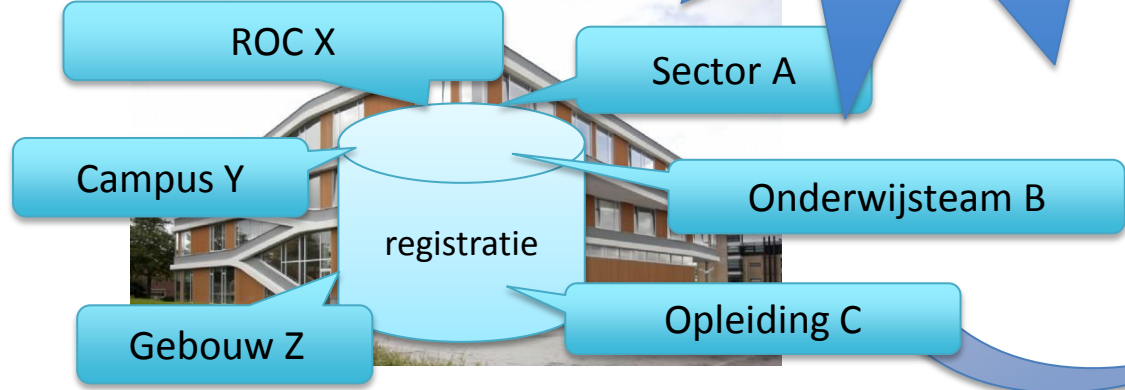 ROC X
Sector A
Campus Y
Onderwijsteam B
registratie
Opleiding C
Gebouw Z